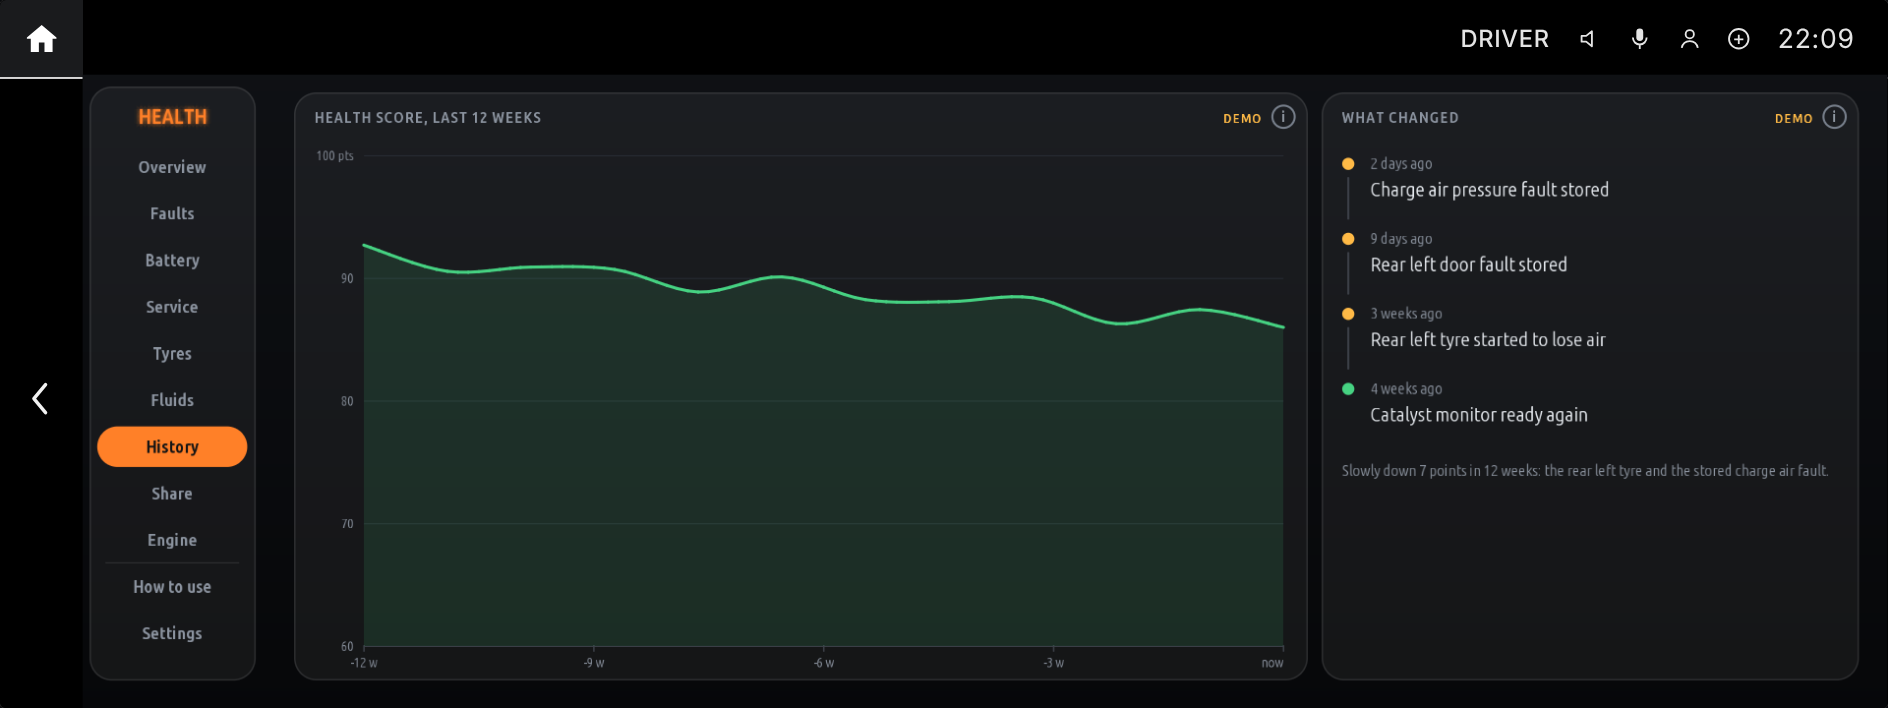 DRIVER 22:09
HEALTH
Overview
Faults
Battery
Service
Tyres
Fluids
History
Share
Engine
How to use
Settings
HEALTH SCORE, LAST 12 WEEKS
DEMO
100 pts
90
80
70
60
-12 w
-9 w
-6 w
-3 w
now
WHAT CHANGED
DEMO
2 days ago
Charge air pressure fault stored
9 days ago
Rear left door fault stored
3 weeks ago
Rear left tyre started to lose air
4 weeks ago
Catalyst monitor ready again
Slowly down 7 points in 12 weeks: the rear left tyre and the stored charge air fault.